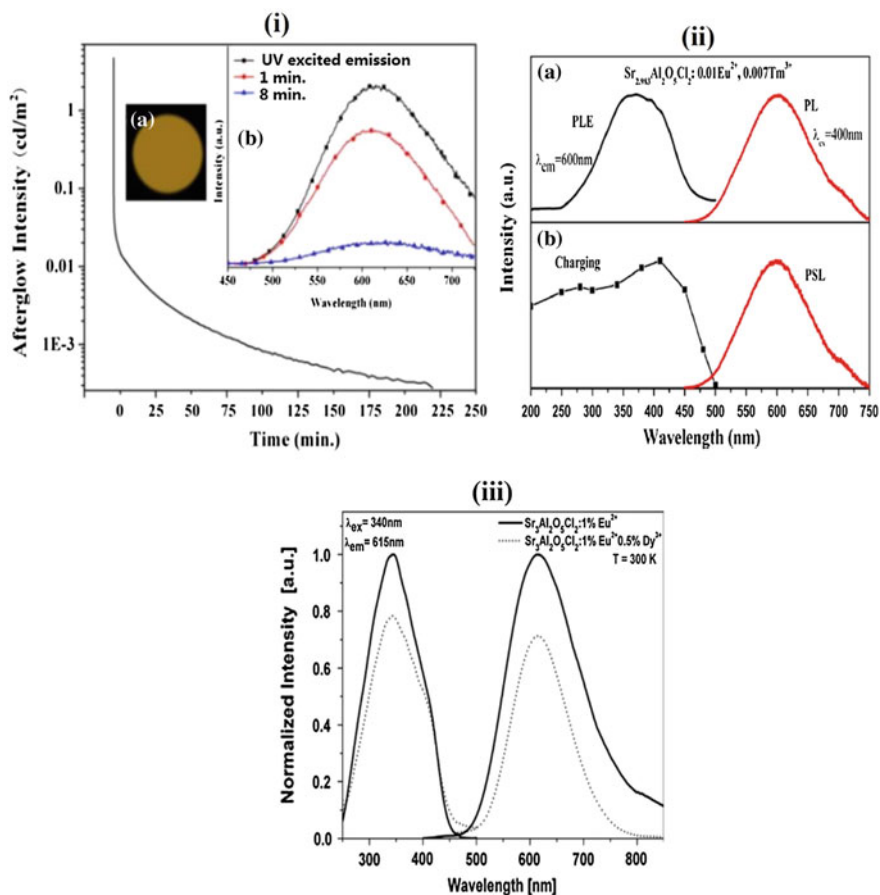 (i)
Afterglow Intensity (cd/m²)
1
0.1
0.01
1E-3
0 25 50 75 100 125 150 175 200 225 250
Time (min.)
(a)
(b)
UV excited emission
1 min.
8 min.
Intensity (a.u.)
450 500 550 600 650 700
Wavelength (nm)
(ii)
(a)
Sr2.983Al2O5Cl2: 0.01Eu2+, 0.007Tm3+
PLE
λcm=600nm
PL
λcs=400nm
(b)
Charging
PSL
Intensity (a.u.)
200 250 300 350 400 450 500 550 600 650 700 750
Wavelength (nm)
(iii)
λex= 340nm
λem= 615nm
Sr3Al2O5Cl2:1% Eu2+
Sr3Al2O5Cl2:1% Eu2+0.5% Dy3+
T = 300 K
Normalized Intensity [a.u.]
1.0
0.8
0.6
0.4
0.2
0.0
300 400 500 600 700 800
Wavelength [nm]